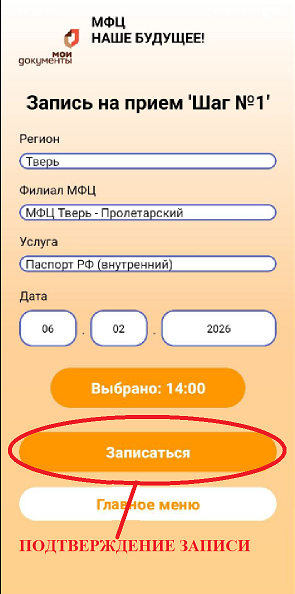 МФЦ
НАШЕ БУДУЩЕЕ!
мои
документы
Запись на прием 'Шаг №1'
Регион
Тверь
Филиал МФЦ
МФЦ Тверь - Пролетарский
Услуга
Паспорт РФ (внутренний)
Дата
06 . 02 . 2026
Выбрано: 14:00
Записаться
Главное меню
ПОДТВЕРЖДЕНИЕ ЗАПИСИ